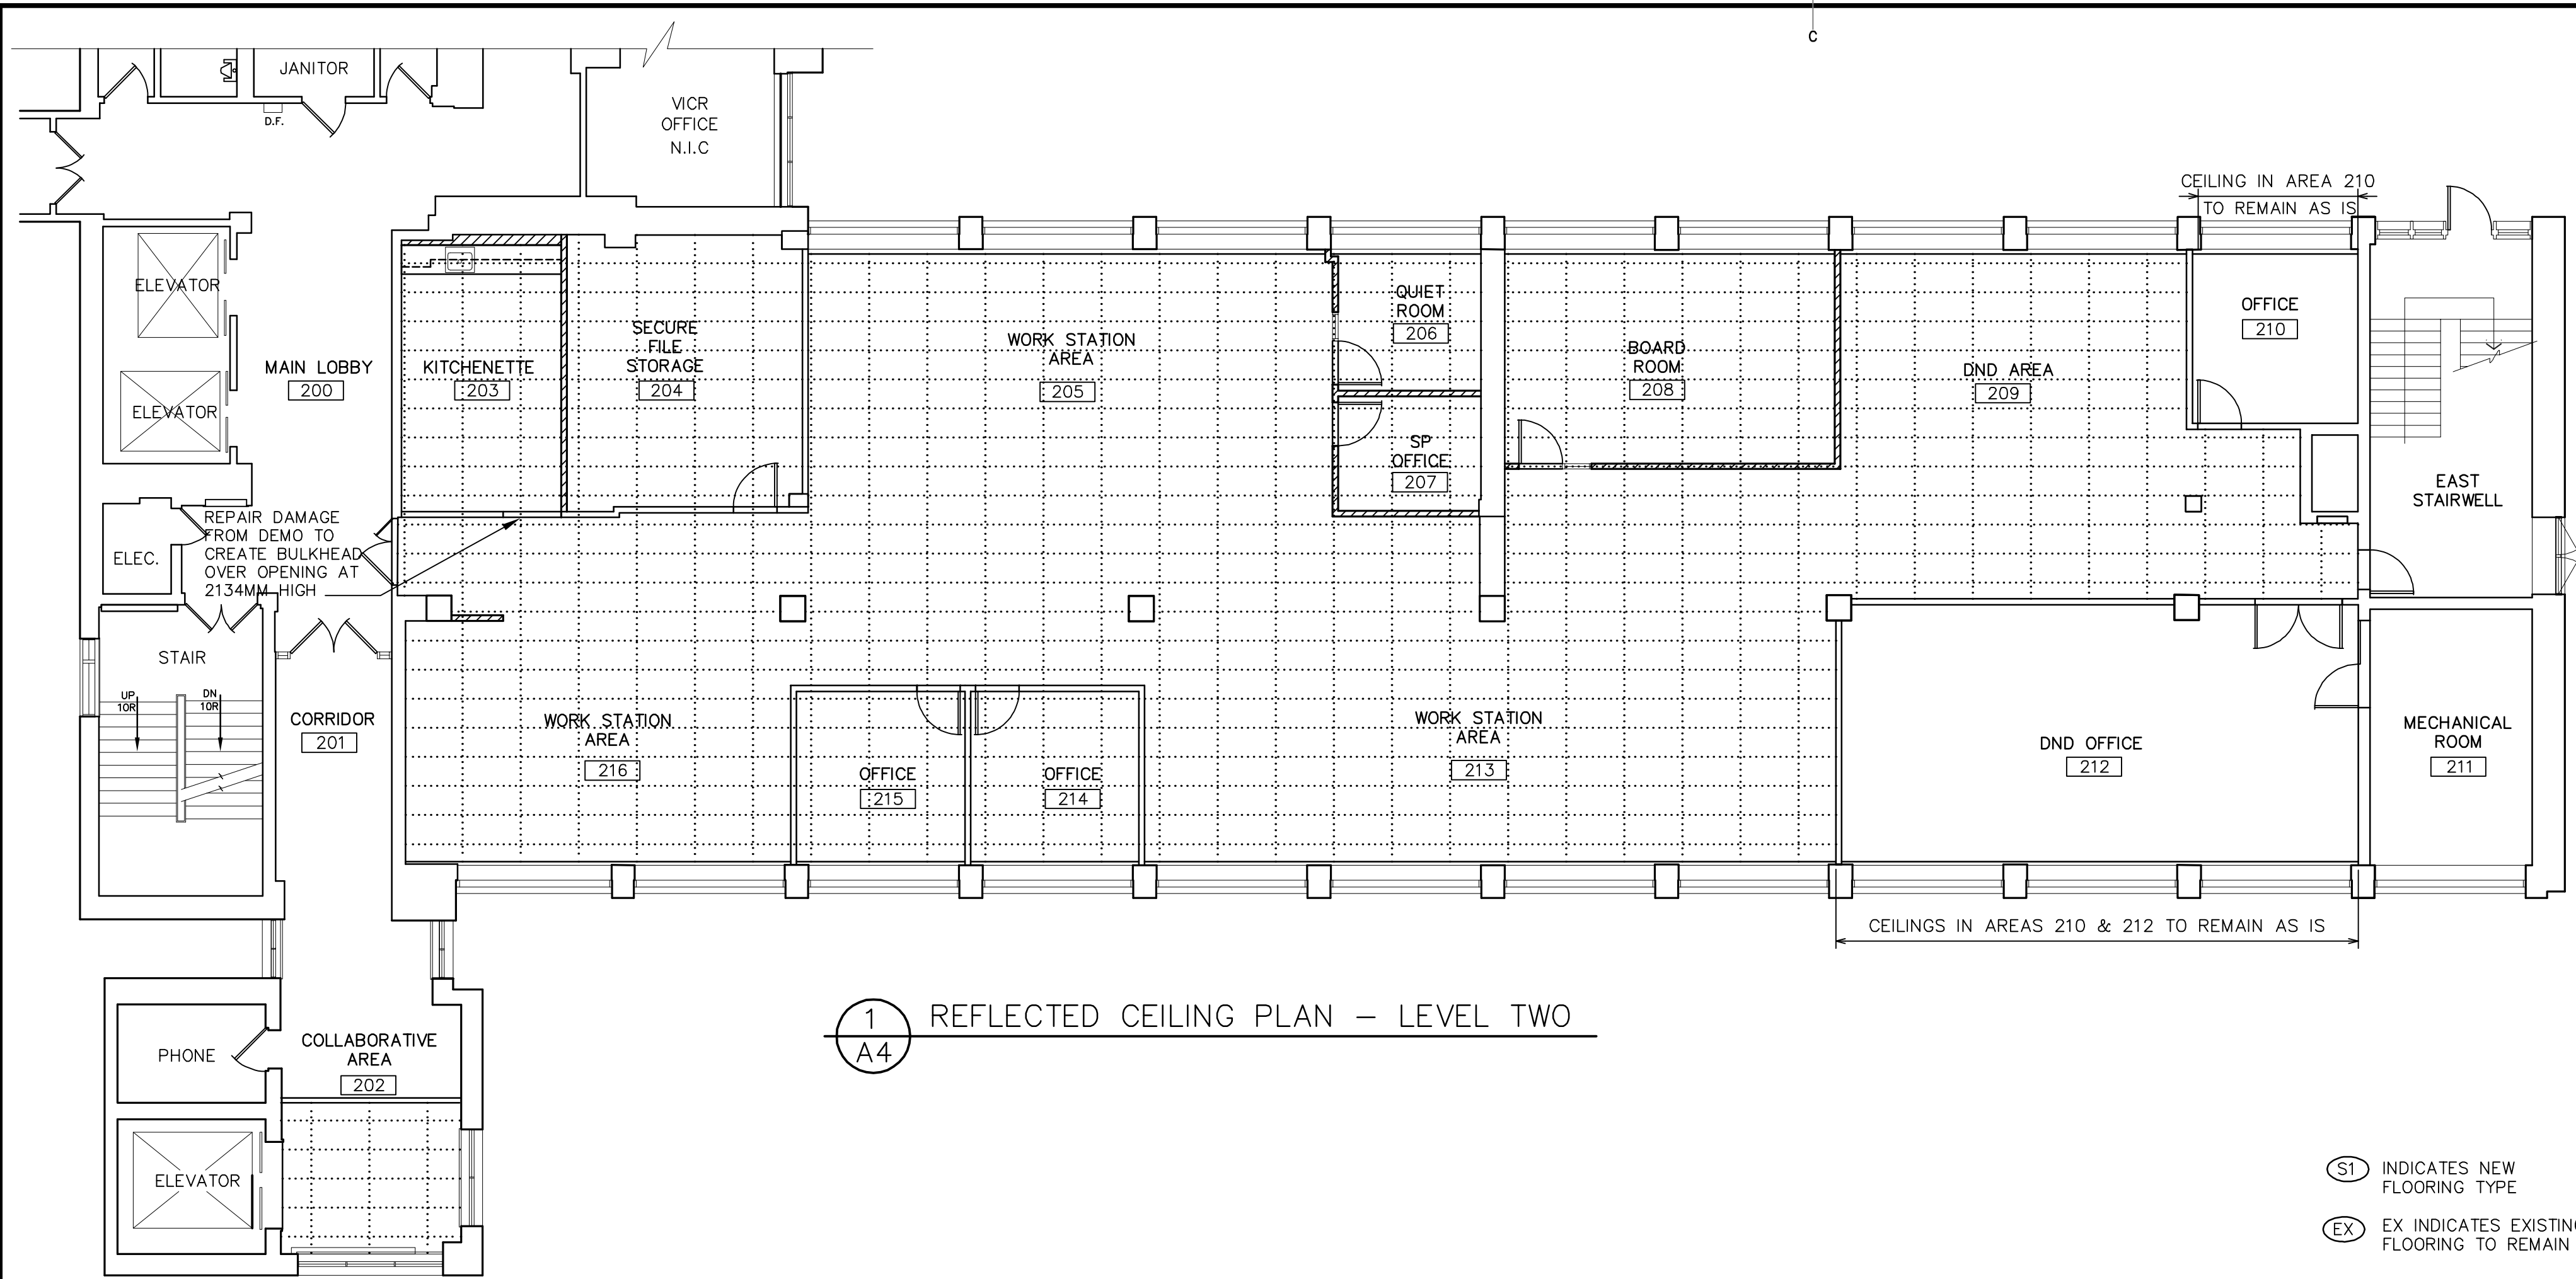 C
JANITOR
D.F.
VICR
OFFICE
N.I.C
CEILING IN AREA 210
TO REMAIN AS IS
ELEVATOR
ELEVATOR
MAIN LOBBY
200
KITCHENETTE
203
SECURE
FILE
STORAGE
204
WORK STATION
AREA
205
QUIET
ROOM
206
SP
OFFICE
207
BOARD
ROOM
208
DND AREA
209
OFFICE
210
EAST
STAIRWELL
ELEC.
REPAIR DAMAGE
FROM DEMO TO
CREATE BULKHEAD
OVER OPENING AT
2134MM HIGH
STAIR
UP
10R
DN
10R
CORRIDOR
201
WORK STATION
AREA
216
OFFICE
215
OFFICE
214
WORK STATION
AREA
213
DND OFFICE
212
MECHANICAL
ROOM
211
CEILINGS IN AREAS 210 & 212 TO REMAIN AS IS
1
A4
REFLECTED CEILING PLAN – LEVEL TWO
PHONE
COLLABORATIVE
AREA
202
ELEVATOR
S1 INDICATES NEW
FLOORING TYPE
EX EX INDICATES EXISTING
FLOORING TO REMAIN